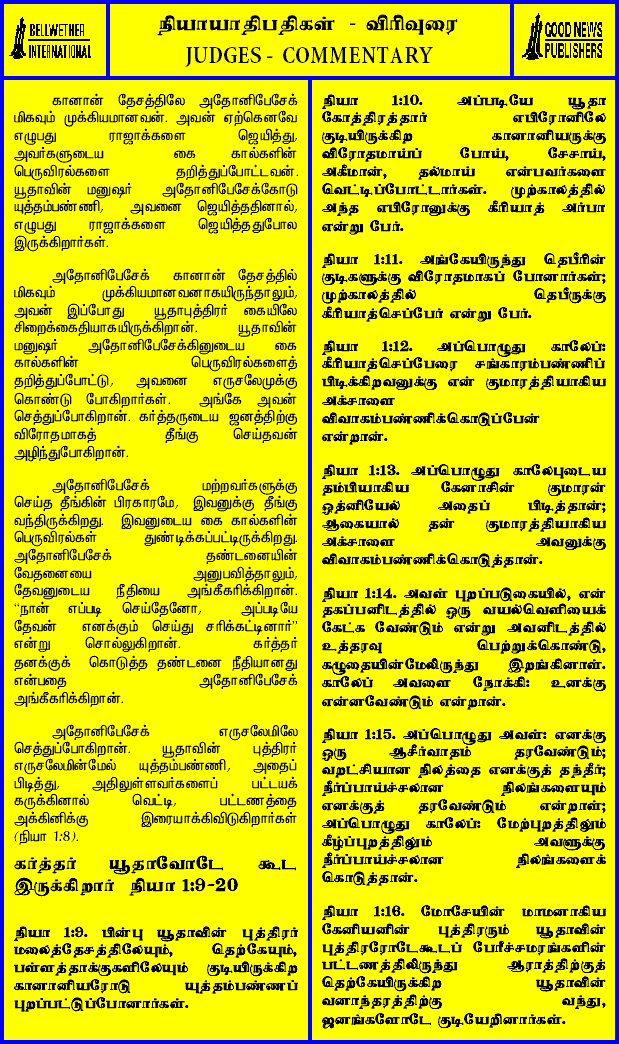 BELLWETHER
INTERNATIONAL
நியாயாதிபதிகள் - விரிவுரை
JUDGES - COMMENTARY
GOOD NEWS
PUBLISHERS
கானான் தேசத்திலே அதோனிபேசேக்
மிகவும் முக்கியமானவன். அவன் ஏற்கெனவே
எழுபது ராஜாக்களை ஜெயித்து,
அவர்களுடைய கை கால்களின்
பெருவிரல்களை தறித்துப்போட்டவன்.
யூதாவின் மனுஷர் அதோனிபேசேக்கோடு
யுத்தம்பண்ணி, அவனை ஜெயித்ததினால்,
எழுபது ராஜாக்களை ஜெயித்ததுபோல
இருக்கிறார்கள்.
அதோனிபேசேக் கானான் தேசத்தில்
மிகவும் முக்கியமானவனாகயிருந்தாலும்,
அவன் இப்போது யூதாபுத்திரர் கையிலே
சிறைக்கைதியாகயிருக்கிறான். யூதாவின்
மனுஷர் அதோனிபேசேக்கினுடைய கை
கால்களின் பெருவிரல்களைத்
தறித்துப்போட்டு, அவனை எருசலேமுக்கு
கொண்டு போகிறார்கள். அங்கே அவன்
செத்துப்போகிறான். கர்த்தருடைய ஜனத்திற்கு
விரோதமாகத் தீங்கு செய்தவன்
அழிந்துபோகிறான்.
அதோனிபேசேக் மற்றவர்களுக்கு
செய்த தீங்கின் பிரகாரமே, இவனுக்கு தீங்கு
வந்திருக்கிறது. இவனுடைய கை கால்களின்
பெருவிரல்கள் துண்டிக்கப்பட்டிருக்கிறது.
அதோனிபேசேக் தண்டனையின்
வேதனையை அனுபவித்தாலும்,
தேவனுடைய நீதியை அங்கீகரிக்கிறான்.
“நான் எப்படி செய்தேனோ, அப்படியே
தேவன் எனக்கும் செய்து சரிக்கட்டினார்”
என்று சொல்லுகிறான். கர்த்தர்
தனக்குக் கொடுத்த தண்டனை நீதியானது
என்பதை அதோனிபேசேக்
அங்கீகரிக்கிறான்.
அதோனிபேசேக் எருசலேமிலே
செத்துப்போகிறான். யூதாவின் புத்திரர்
எருசலேமின்மேல் யுத்தம்பண்ணி, அதைப்
பிடித்து, அதிலுள்ளவர்களைப் பட்டயக்
கருக்கினால் வெட்டி, பட்டணத்தை
அக்கினிக்கு இரையாக்கிவிடுகிறார்கள்
(நியா 1:8).
கர்த்தர் யூதாவோடே கூட
இருக்கிறார் நியா 1:9-20
நியா 1:9. பின்பு யூதாவின் புத்திரர்
மலைத்தேசத்திலேயும், தெற்கேயும்,
பள்ளத்தாக்குகளிலேயும் குடியிருக்கிற
கானானியரோடு யுத்தம்பண்ணப்
புறப்பட்டுப்போனார்கள்.
நியா 1:10. அப்படியே யூதா
கோத்திரத்தார் எபிரோனிலே
குடியிருக்கிற கானானியருக்கு
விரோதமாய்ப் போய், சேசாய்,
அகீமான், தல்மாய் என்பவர்களை
வெட்டிப்போட்டார்கள். முற்காலத்தில்
அந்த எபிரோனுக்கு கீரியாத் அர்பா
என்று பேர்.
நியா 1:11. அங்கேயிருந்து தெபீரின்
குடிகளுக்கு விரோதமாகப் போனார்கள்;
முற்காலத்தில் தெபீருக்கு
கீரியாத்செப்பேர் என்று பேர்.
நியா 1:12. அப்பொழுது காலேப்:
கீரியாத்செப்பேரை சங்காரம்பண்ணிப்
பிடிக்கிறவனுக்கு என் குமாரத்தியாகிய
அக்சாளை
விவாகம்பண்ணிக்கொடுப்பேன்
என்றான்.
நியா 1:13. அப்பொழுது காலேபுடைய
தம்பியாகிய கேனாசின் குமாரன்
ஒத்னியேல் அதைப் பிடித்தான்;
ஆகையால் தன் குமாரத்தியாகிய
அக்சாளை அவனுக்கு
விவாகம்பண்ணிக்கொடுத்தான்.
நியா 1:14. அவள் புறப்படுகையில், என்
தகப்பனிடத்தில் ஒரு வயல்வெளியைக்
கேட்க வேண்டும் என்று அவனிடத்தில்
உத்தரவு பெற்றுக்கொண்டு,
கழுதையின்மேலிருந்து இறங்கினாள்.
காலேப் அவளை நோக்கி: உனக்கு
என்னவேண்டும் என்றான்.
நியா 1:15. அப்பொழுது அவள்: எனக்கு
ஒரு ஆசீர்வாதம் தரவேண்டும்;
வறட்சியான நிலத்தை எனக்குத் தந்தீர்;
நீர்ப்பாய்ச்சலான நிலங்களையும்
எனக்குத் தரவேண்டும் என்றாள்;
அப்பொழுது காலேப்: மேற்புறத்திலும்
கீழ்ப்புறத்திலும் அவளுக்கு
நீர்ப்பாய்ச்சலான நிலங்களைக்
கொடுத்தான்.
நியா 1:16. மோசேயின் மாமனாகிய
கேனியனின் புத்திரரும் யூதாவின்
புத்திரரோடேகூடப் பேரீச்சமரங்களின்
பட்டணத்திலிருந்து ஆராத்திற்குத்
தெற்கேயிருக்கிற யூதாவின்
வனாந்தரத்திற்கு வந்து,
ஜனங்களோடே குடியேறினார்கள்.